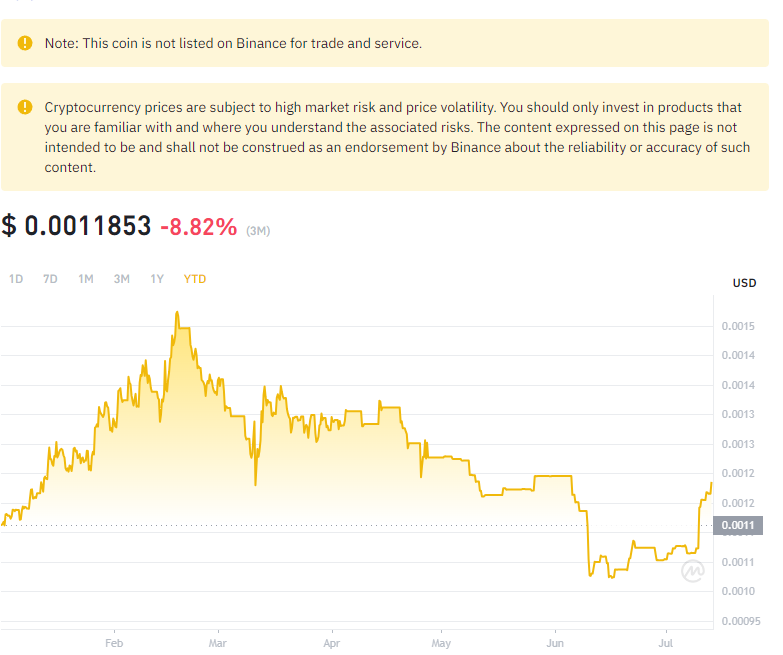 Note: This coin is not listed on Binance for trade and service.
Cryptocurrency prices are subject to high market risk and price volatility. You should only invest in products that
you are familiar with and where you understand the associated risks. The content expressed on this page is not
intended to be and shall not be construed as an endorsement by Binance about the reliability or accuracy of such
content.
$ 0.0011853 -8.82% (3M)
1D 7D 1M 3M 1Y YTD
USD
0.0015
0.0014
0.0014
0.0013
0.0013
0.0012
0.0012
0.0011
0.0011
0.0010
0.00095
Feb Mar Apr May Jun Jul